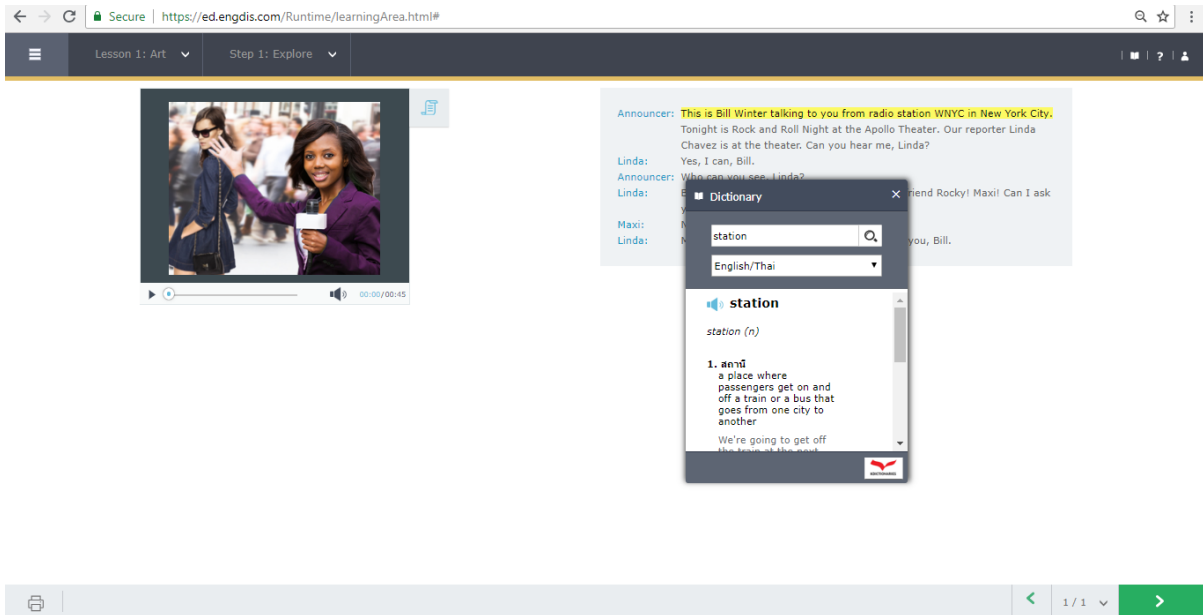 Secure | https://ed.engdis.com/Runtime/learningArea.html#
Lesson 1: Art
Step 1: Explore
?
00:00/00:45
Announcer: This is Bill Winter talking to you from radio station WNYC in New York City.
Tonight is Rock and Roll Night at the Apollo Theater. Our reporter Linda
Chavez is at the theater. Can you hear me, Linda?
Linda: Yes, I can, Bill.
Announcer: Who can you see, Linda?
Linda: riend Rocky! Maxi! Can I ask
Maxi:
Linda: you, Bill.
Dictionary
station
English/Thai
station
station (n)
1. สถานี
a place where
passengers get on and
off a train or a bus that
goes from one city to
another
We're going to get off
the train at the next
1 / 1